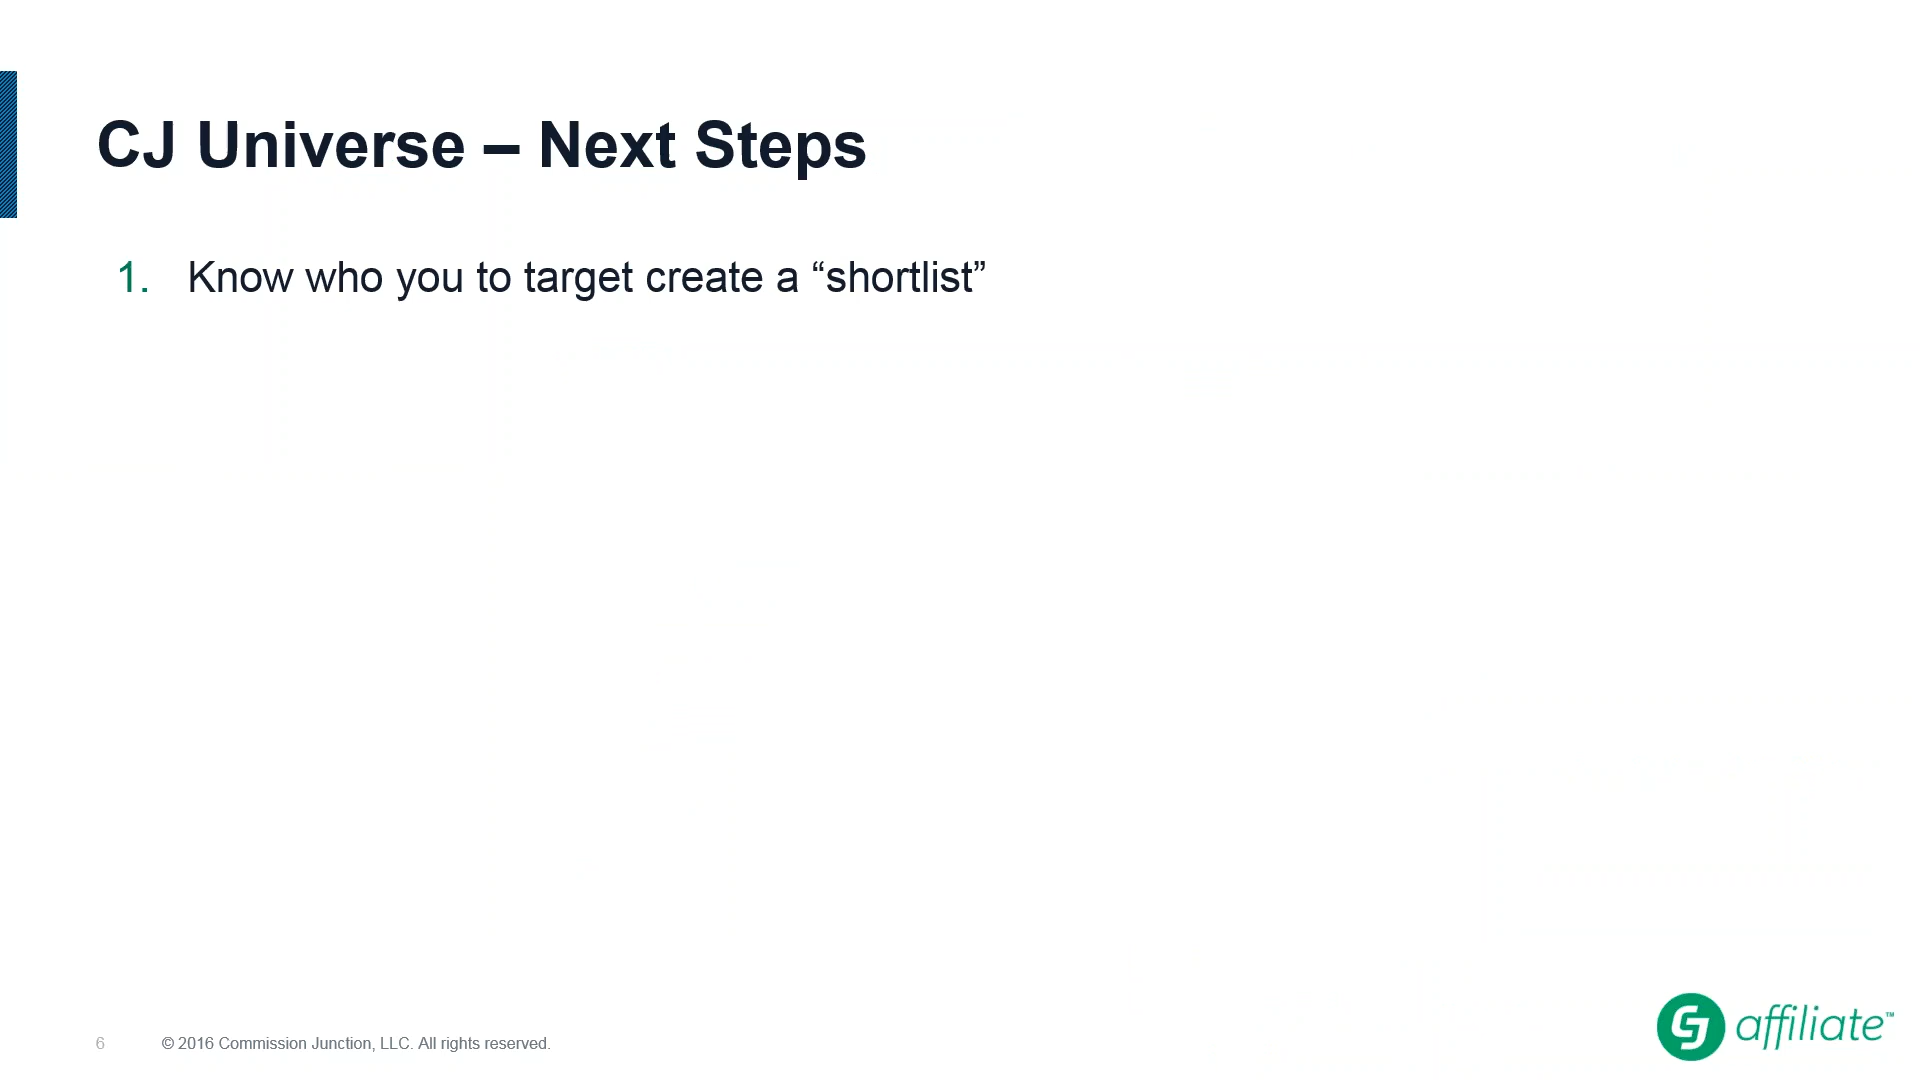 CJ Universe – Next Steps
1. Know who you to target create a “shortlist”
6 © 2016 Commission Junction, LLC. All rights reserved.
CJ affiliate™